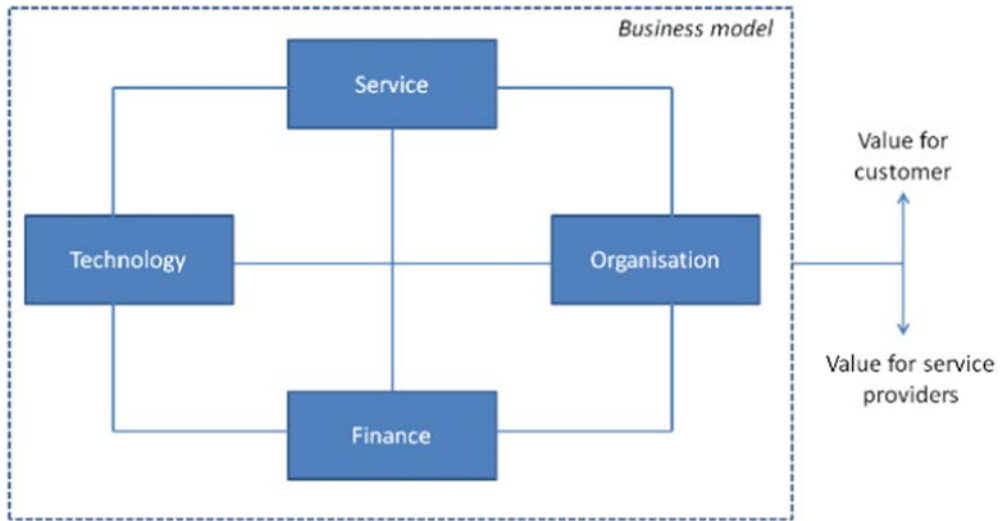 Business model
Service
Value for
customer
Technology
Organisation
Value for service
providers
Finance